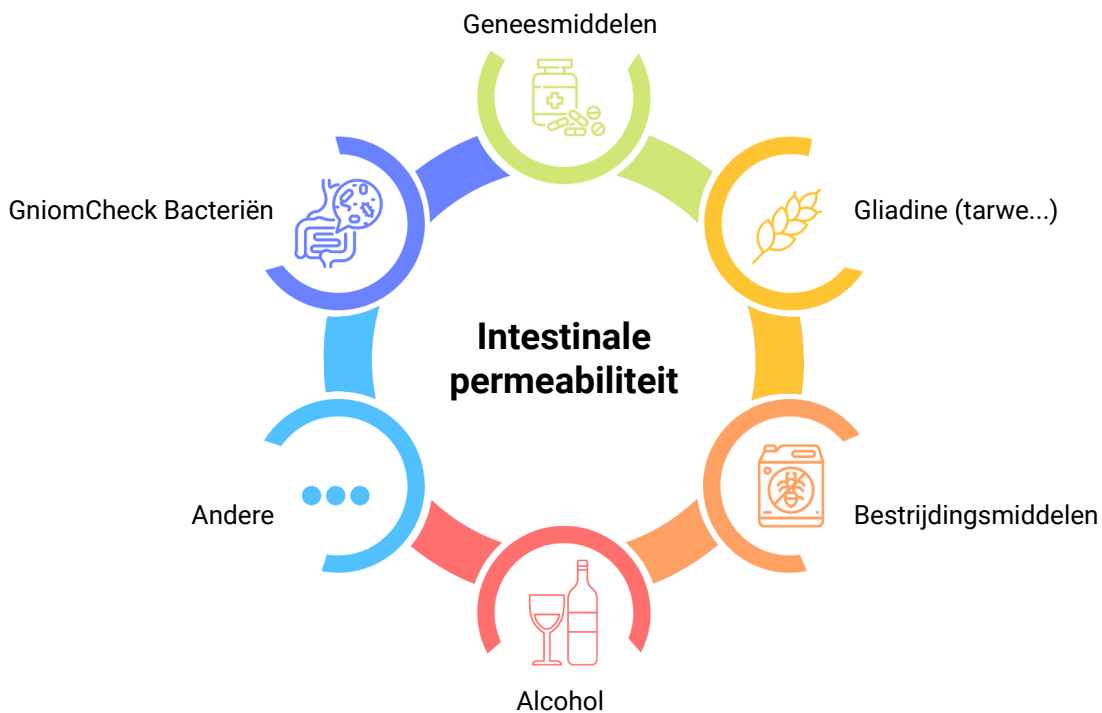 Geneesmiddelen
GniomCheck Bacteriën
Gliadine (tarwe...)
Intestinale
permeabiliteit
Andere
Bestrijdingsmiddelen
Alcohol